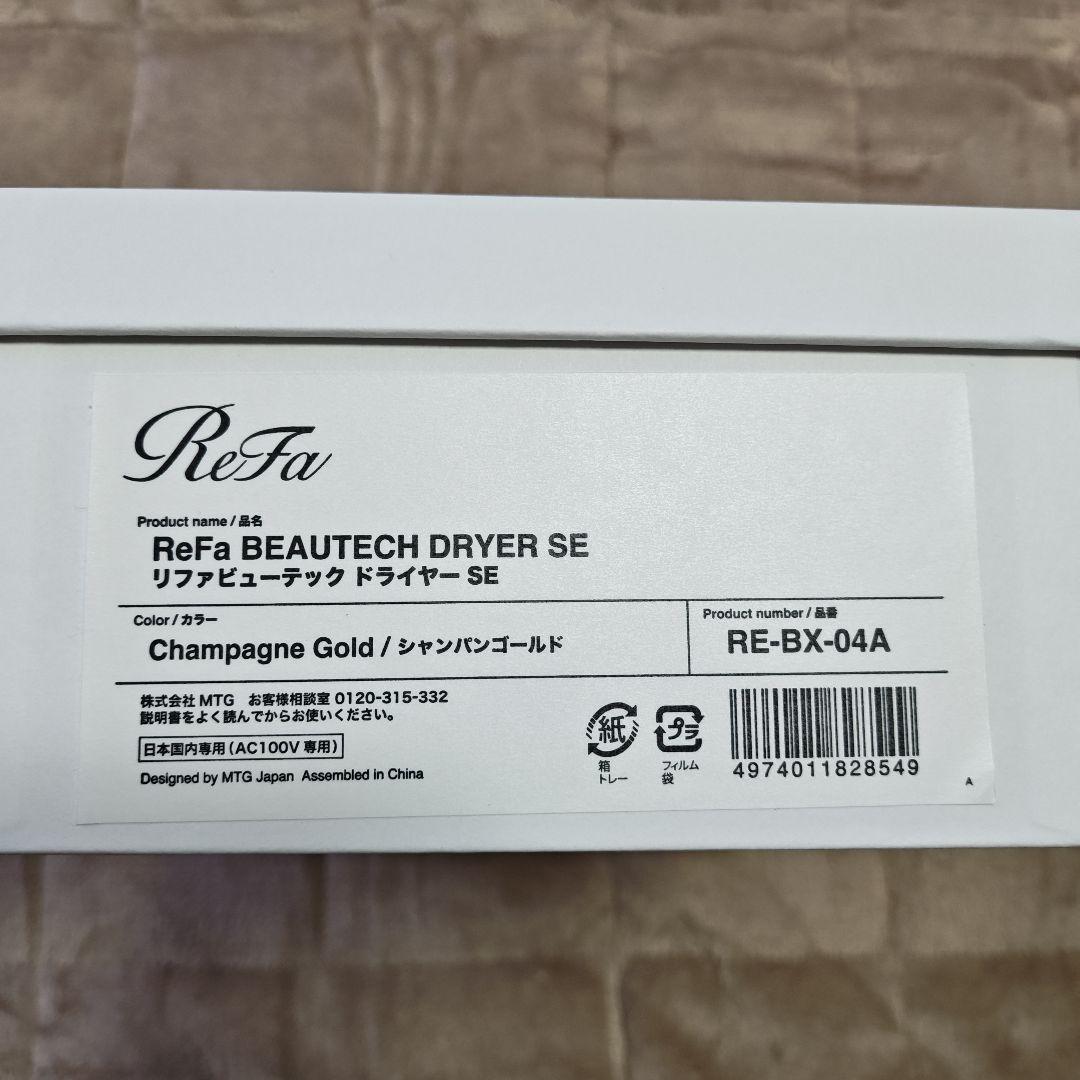 ReFa
Product name / 品名
ReFa BEAUTECH DRYER SE
リファビューテック ドライヤー SE
Color / カラー
Champagne Gold / シャンパンゴールド
Product number / 品番
RE-BX-04A
株式会社 MTG お客様相談室 0120-315-332
説明書をよく読んでからお使いください。
日本国内専用(AC100V 専用)
Designed by MTG Japan Assembled in China
紙
箱
トレー
プラ
フィルム
袋
4974011828549
A